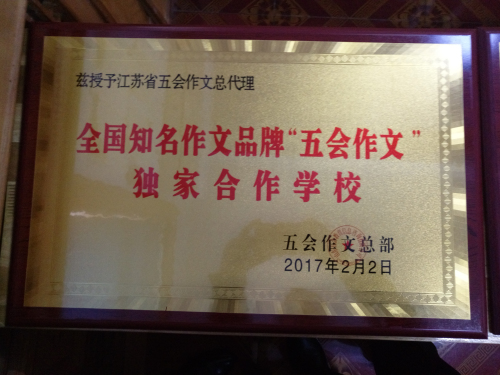 兹授予江苏省五会作文总代理
全国知名作文品牌“五会作文”
独家合作学校
五会作文总部
2017年2月2日